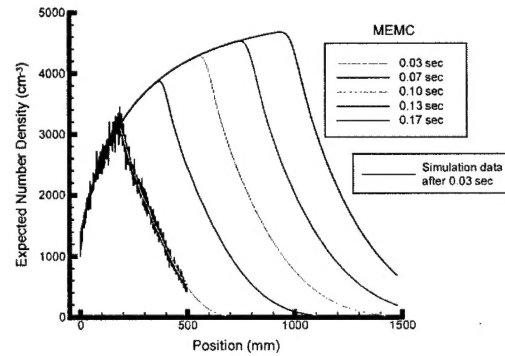 MEMC
0.03 sec
0.07 sec
0.10 sec
0.13 sec
0.17 sec
Simulation data
after 0.03 sec
Expected Number Density (cm⁻³)
5000
4000
3000
2000
1000
0
0
500
1000
1500
Position (mm)